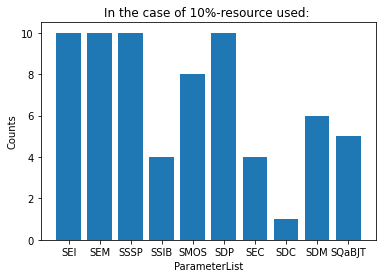 In the case of 10%-resource used:
Counts
10
8
6
4
2
0
SEI SEM SSSP SSIB SMOS SDP SEC SDC SDM SQaBJT
ParameterList